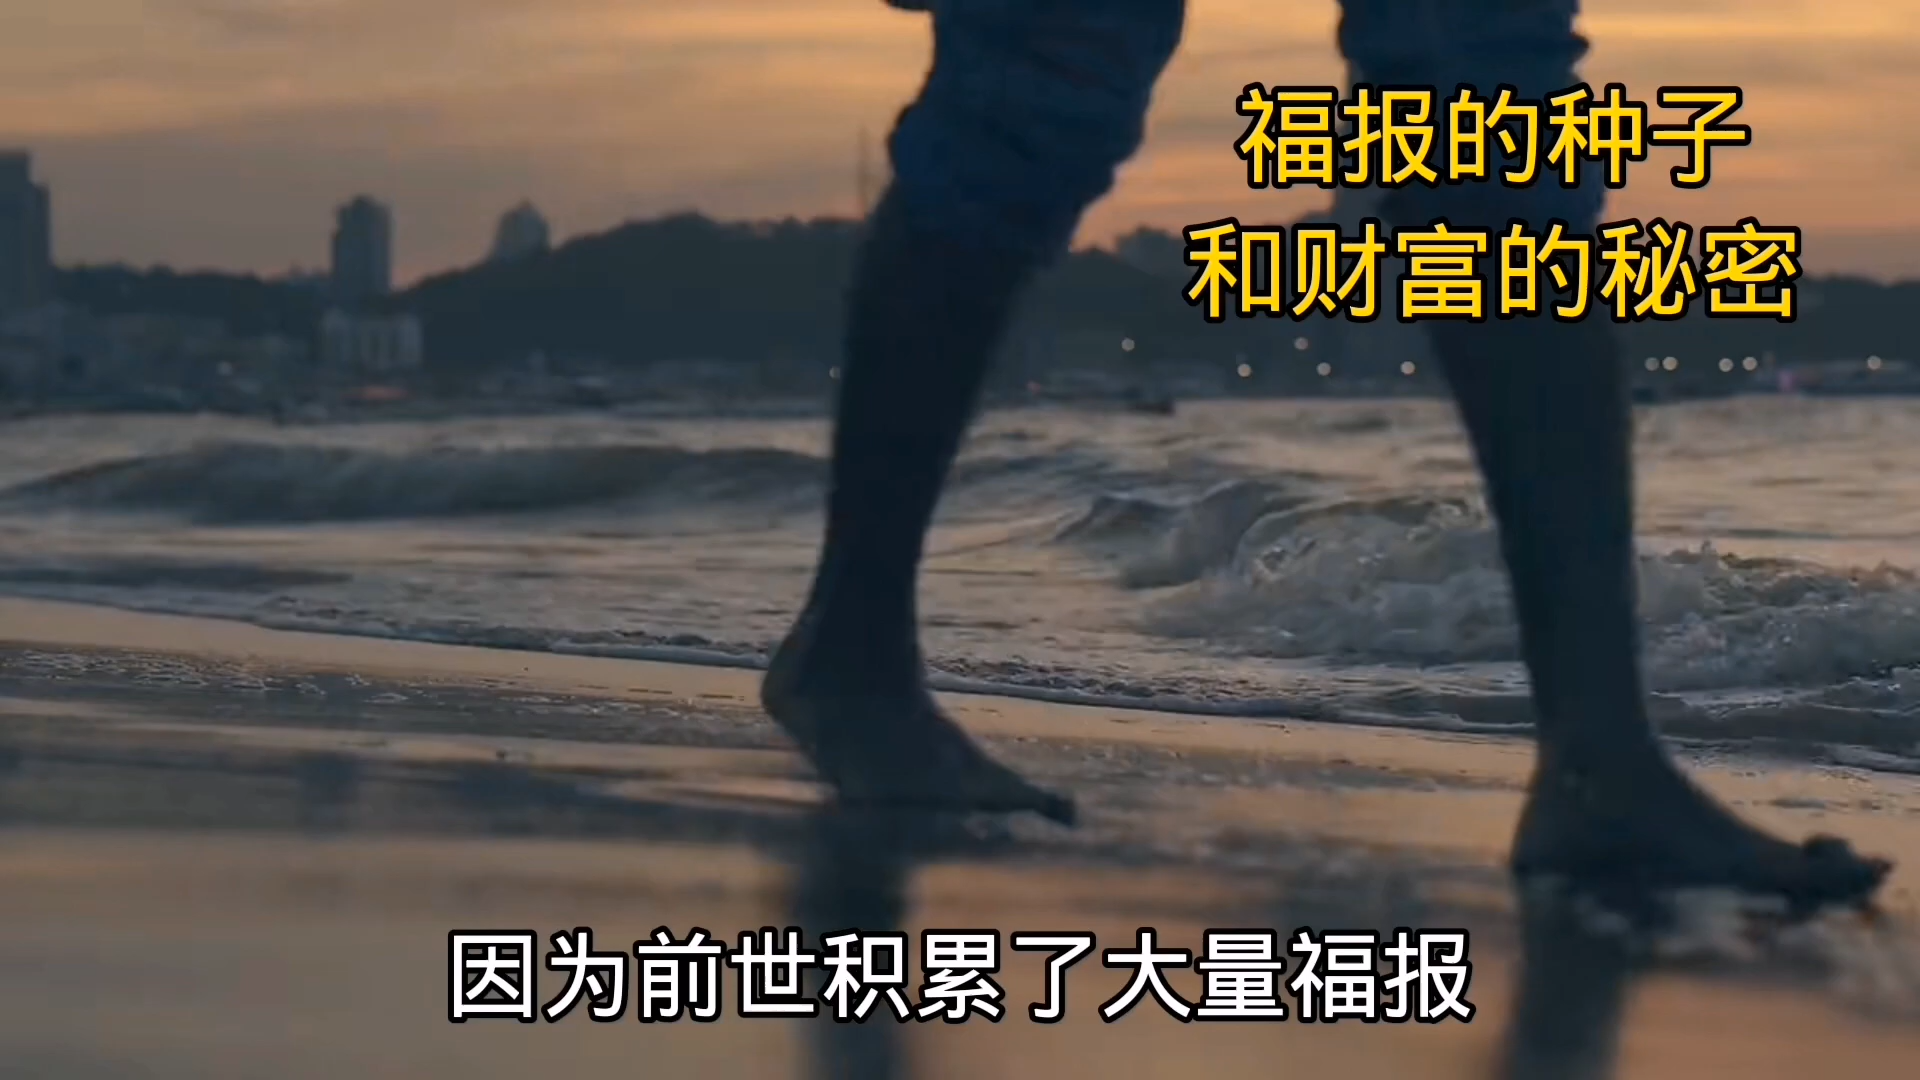 福报的种子
和财富的秘密
因为前世积累了大量福报